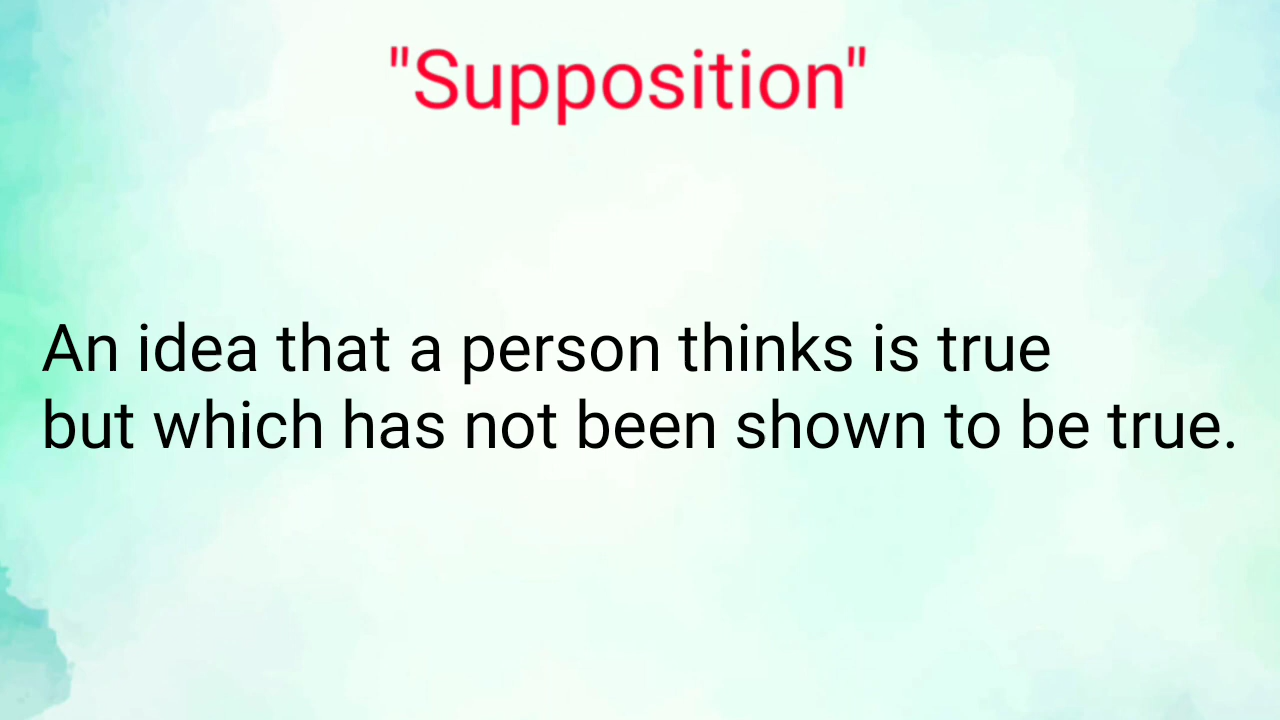 "Supposition"
An idea that a person thinks is true
but which has not been shown to be true.